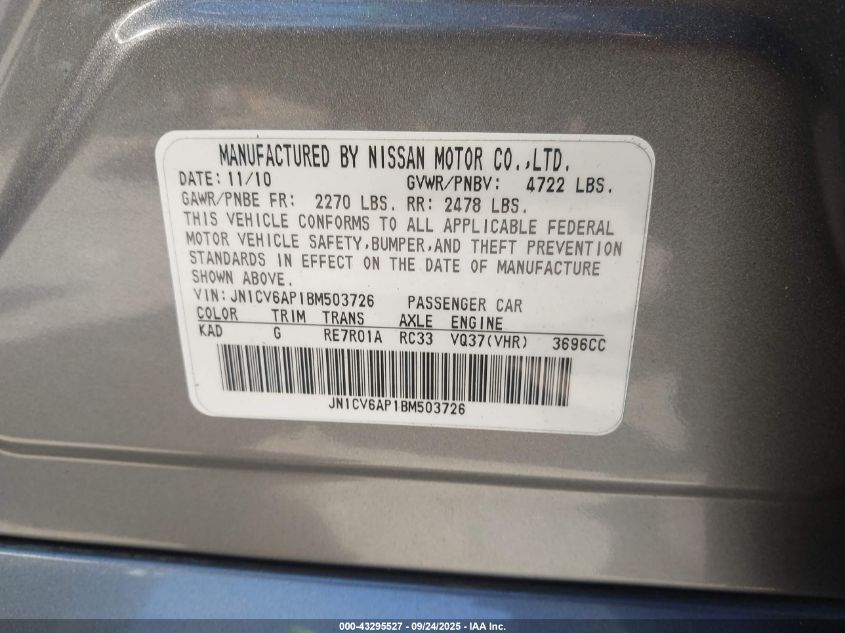 MANUFACTURED BY NISSAN MOTOR CO.,LTD.
DATE: 11/10 GVWR/PNBV: 4722 LBS.
GAWR/PNBE FR: 2270 LBS. RR: 2478 LBS.
THIS VEHICLE CONFORMS TO ALL APPLICABLE FEDERAL
MOTOR VEHICLE SAFETY,BUMPER,AND THEFT PREVENTION
STANDARDS IN EFFECT ON THE DATE OF MANUFACTURE
SHOWN ABOVE.
VIN: JN1CV6AP1BM503726 PASSENGER CAR
COLOR TRIM TRANS AXLE ENGINE
KAD G RE7R01A RC33 VQ37(VHR) 3696CC
JN1CV6AP1BM503726
000-43295527 - 09/24/2025 - IAA Inc.